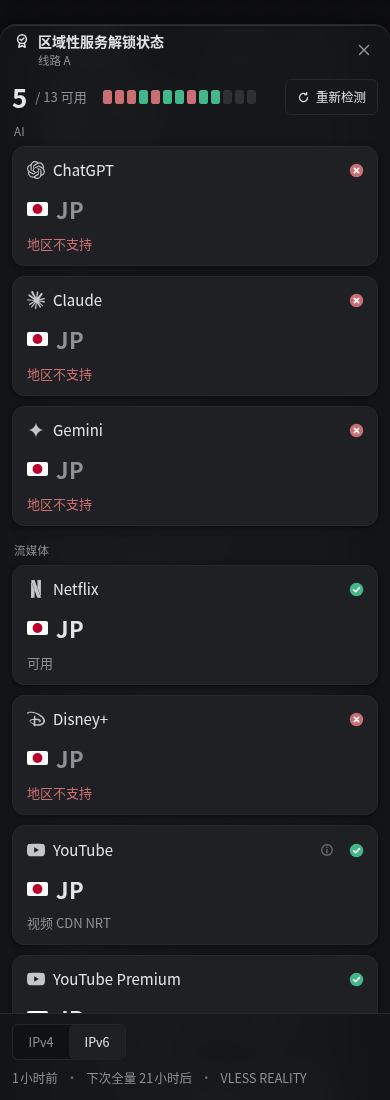 区域性服务解锁状态
线路 A
5 / 13 可用
重新检测
AI
ChatGPT
JP
地区不支持
Claude
JP
地区不支持
Gemini
JP
地区不支持
流媒体
Netflix
JP
可用
Disney+
JP
地区不支持
YouTube
JP
视频 CDN NRT
YouTube Premium
IPv4 IPv6
1小时前 · 下次全量 21小时后 · VLESS REALITY